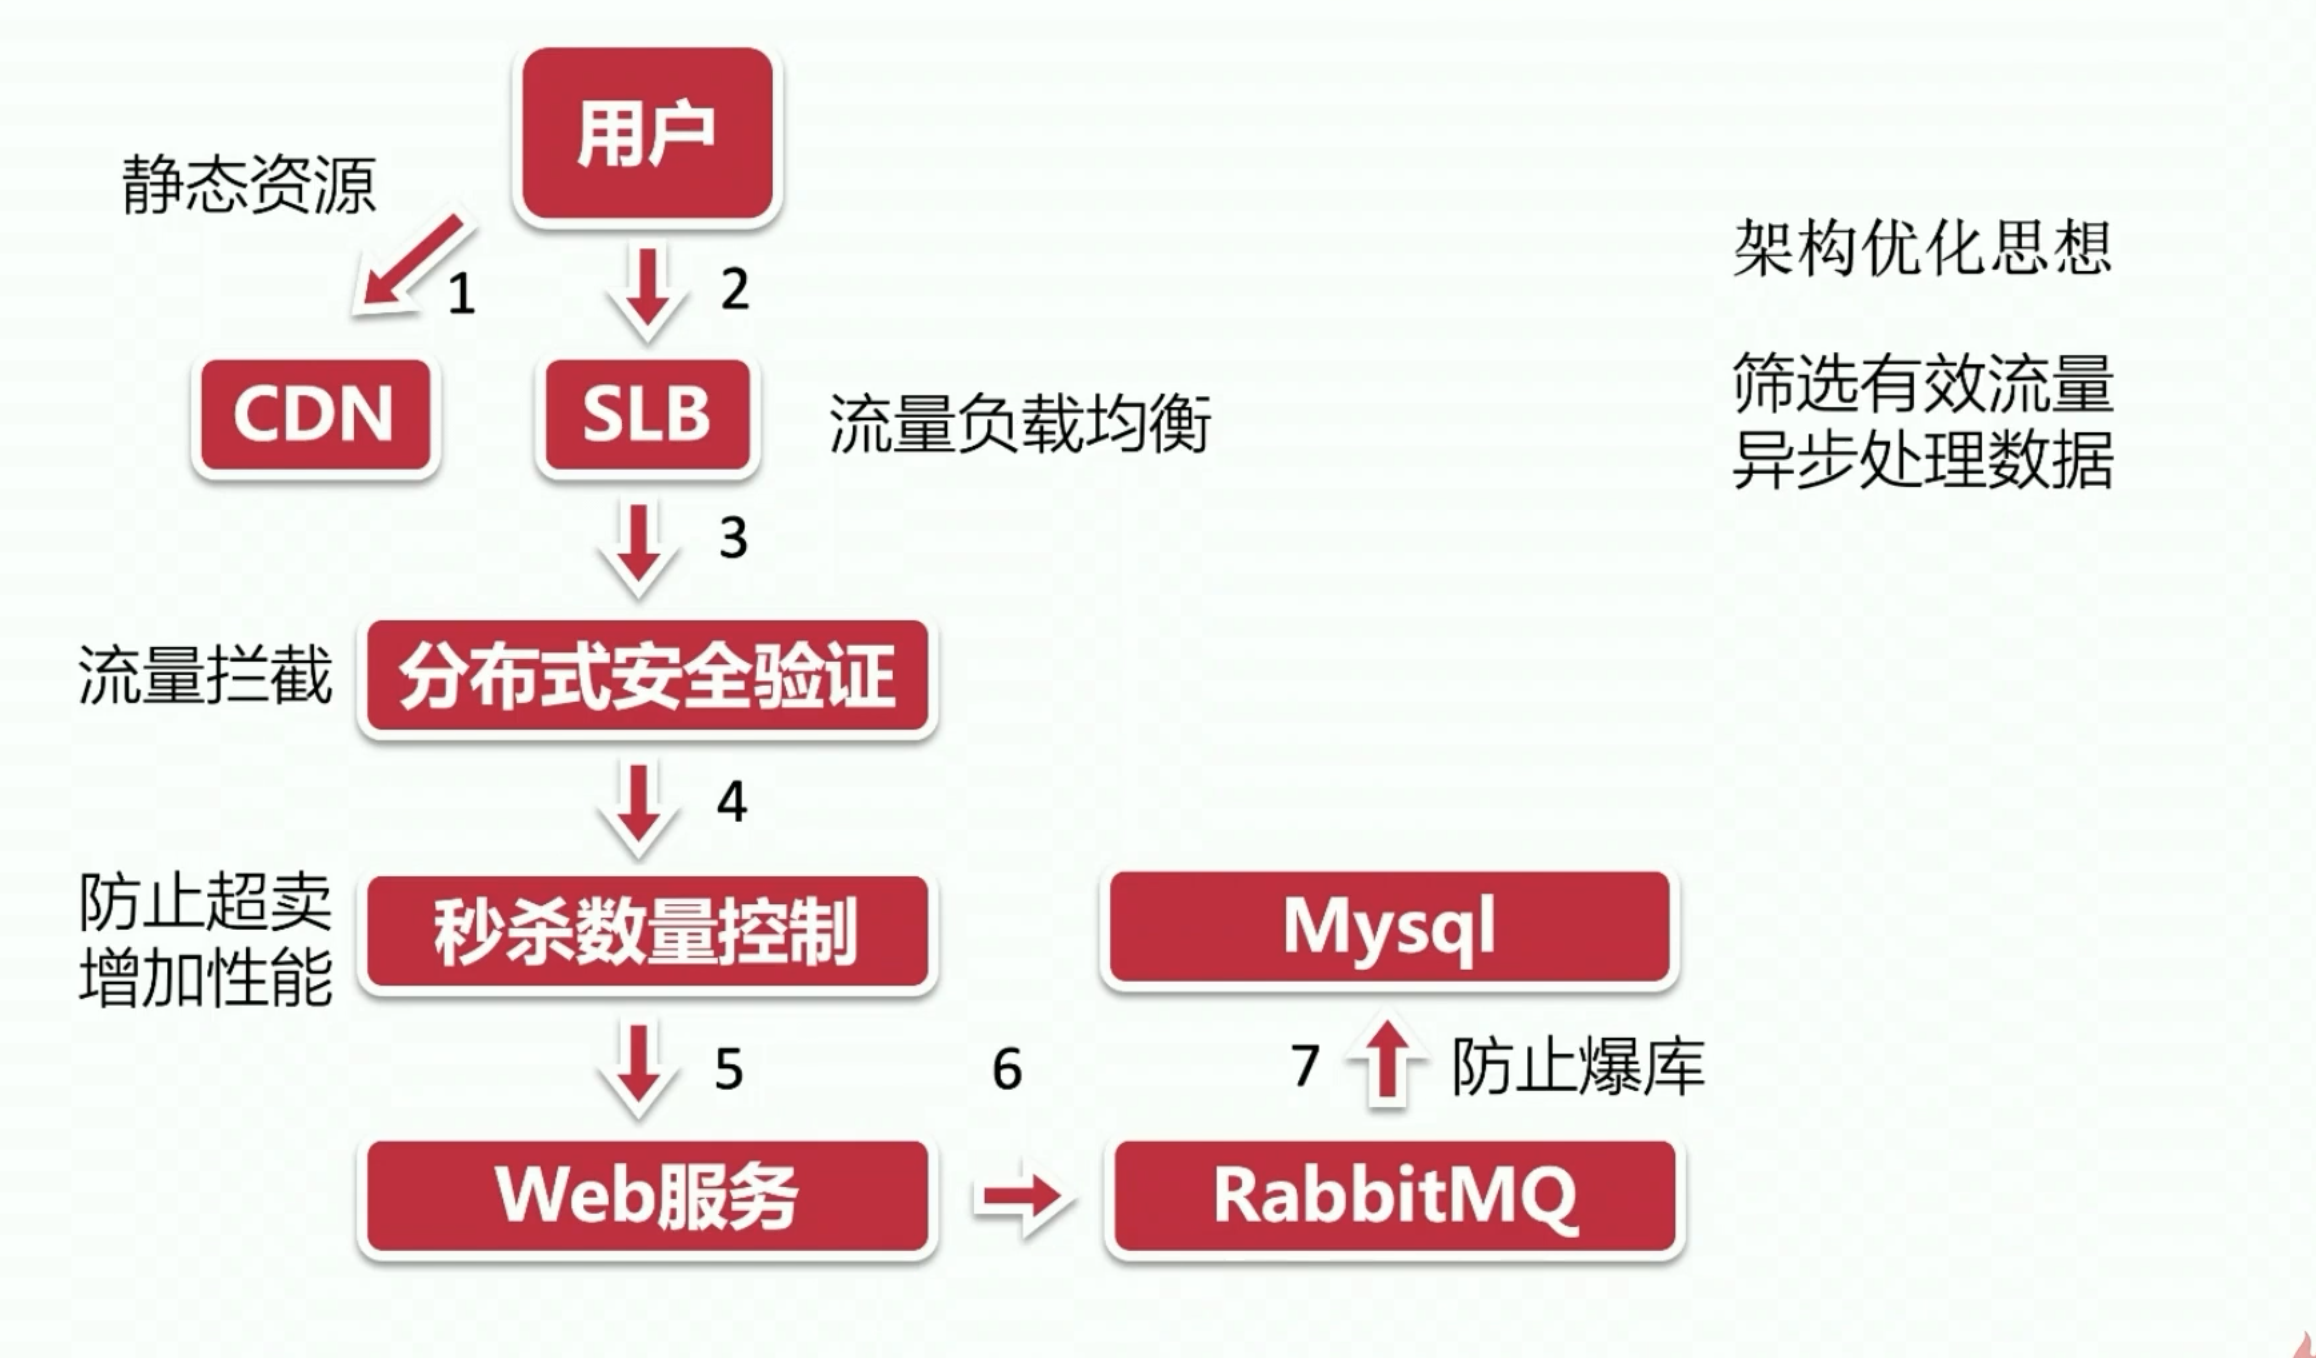 用户
静态资源
1
2
CDN
SLB
流量负载均衡
架构优化思想
筛选有效流量
异步处理数据
3
流量拦截
分布式安全验证
4
防止超卖
增加性能
秒杀数量控制
Mysql
5
6
7
防止爆库
Web服务
RabbitMQ